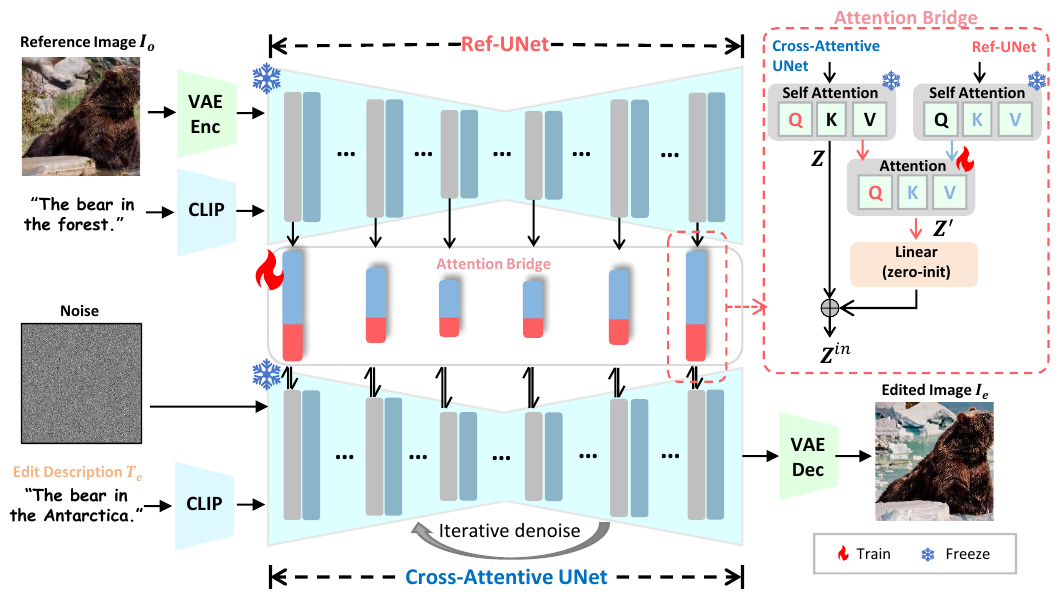 Reference Image I_o
VAE
Enc
"The bear in
the forest."
CLIP
Ref-UNet
...
...
...
...
...
Attention Bridge
Noise
Edit Description T_e
"The bear in
the Antarctica."
CLIP
...
...
...
...
...
Iterative denoise
Cross-Attentive UNet
VAE
Dec
Edited Image I_e
Attention Bridge
Cross-Attentive
UNet
Ref-UNet
Self Attention
Q K V
Self Attention
Q K V
Z
Attention
Q K V
Z'
Linear
(zero-init)
Z^in
Train
Freeze